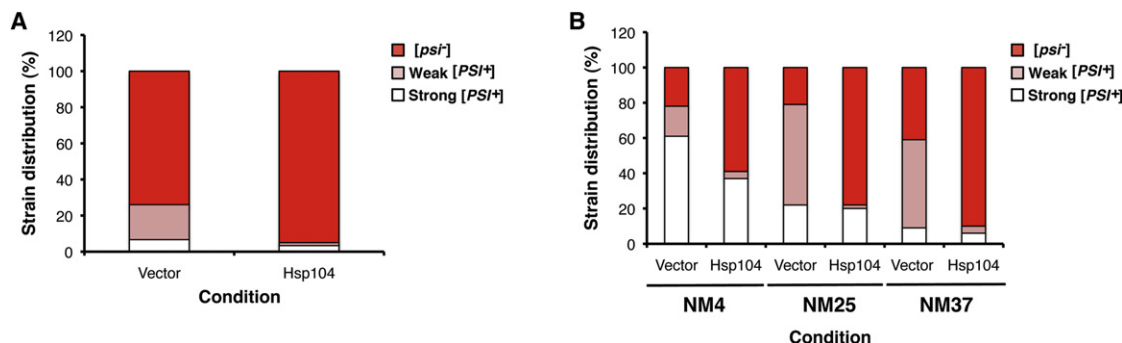 A
Strain distribution (%)
120
100
80
60
40
20
0
Vector
Hsp104
Condition
[psi-]
Weak [PSI+]
Strong [PSI+]
B
Strain distribution (%)
120
100
80
60
40
20
0
Vector Hsp104 Vector Hsp104 Vector Hsp104
NM4 NM25 NM37
Condition
[psi-]
Weak [PSI+]
Strong [PSI+]